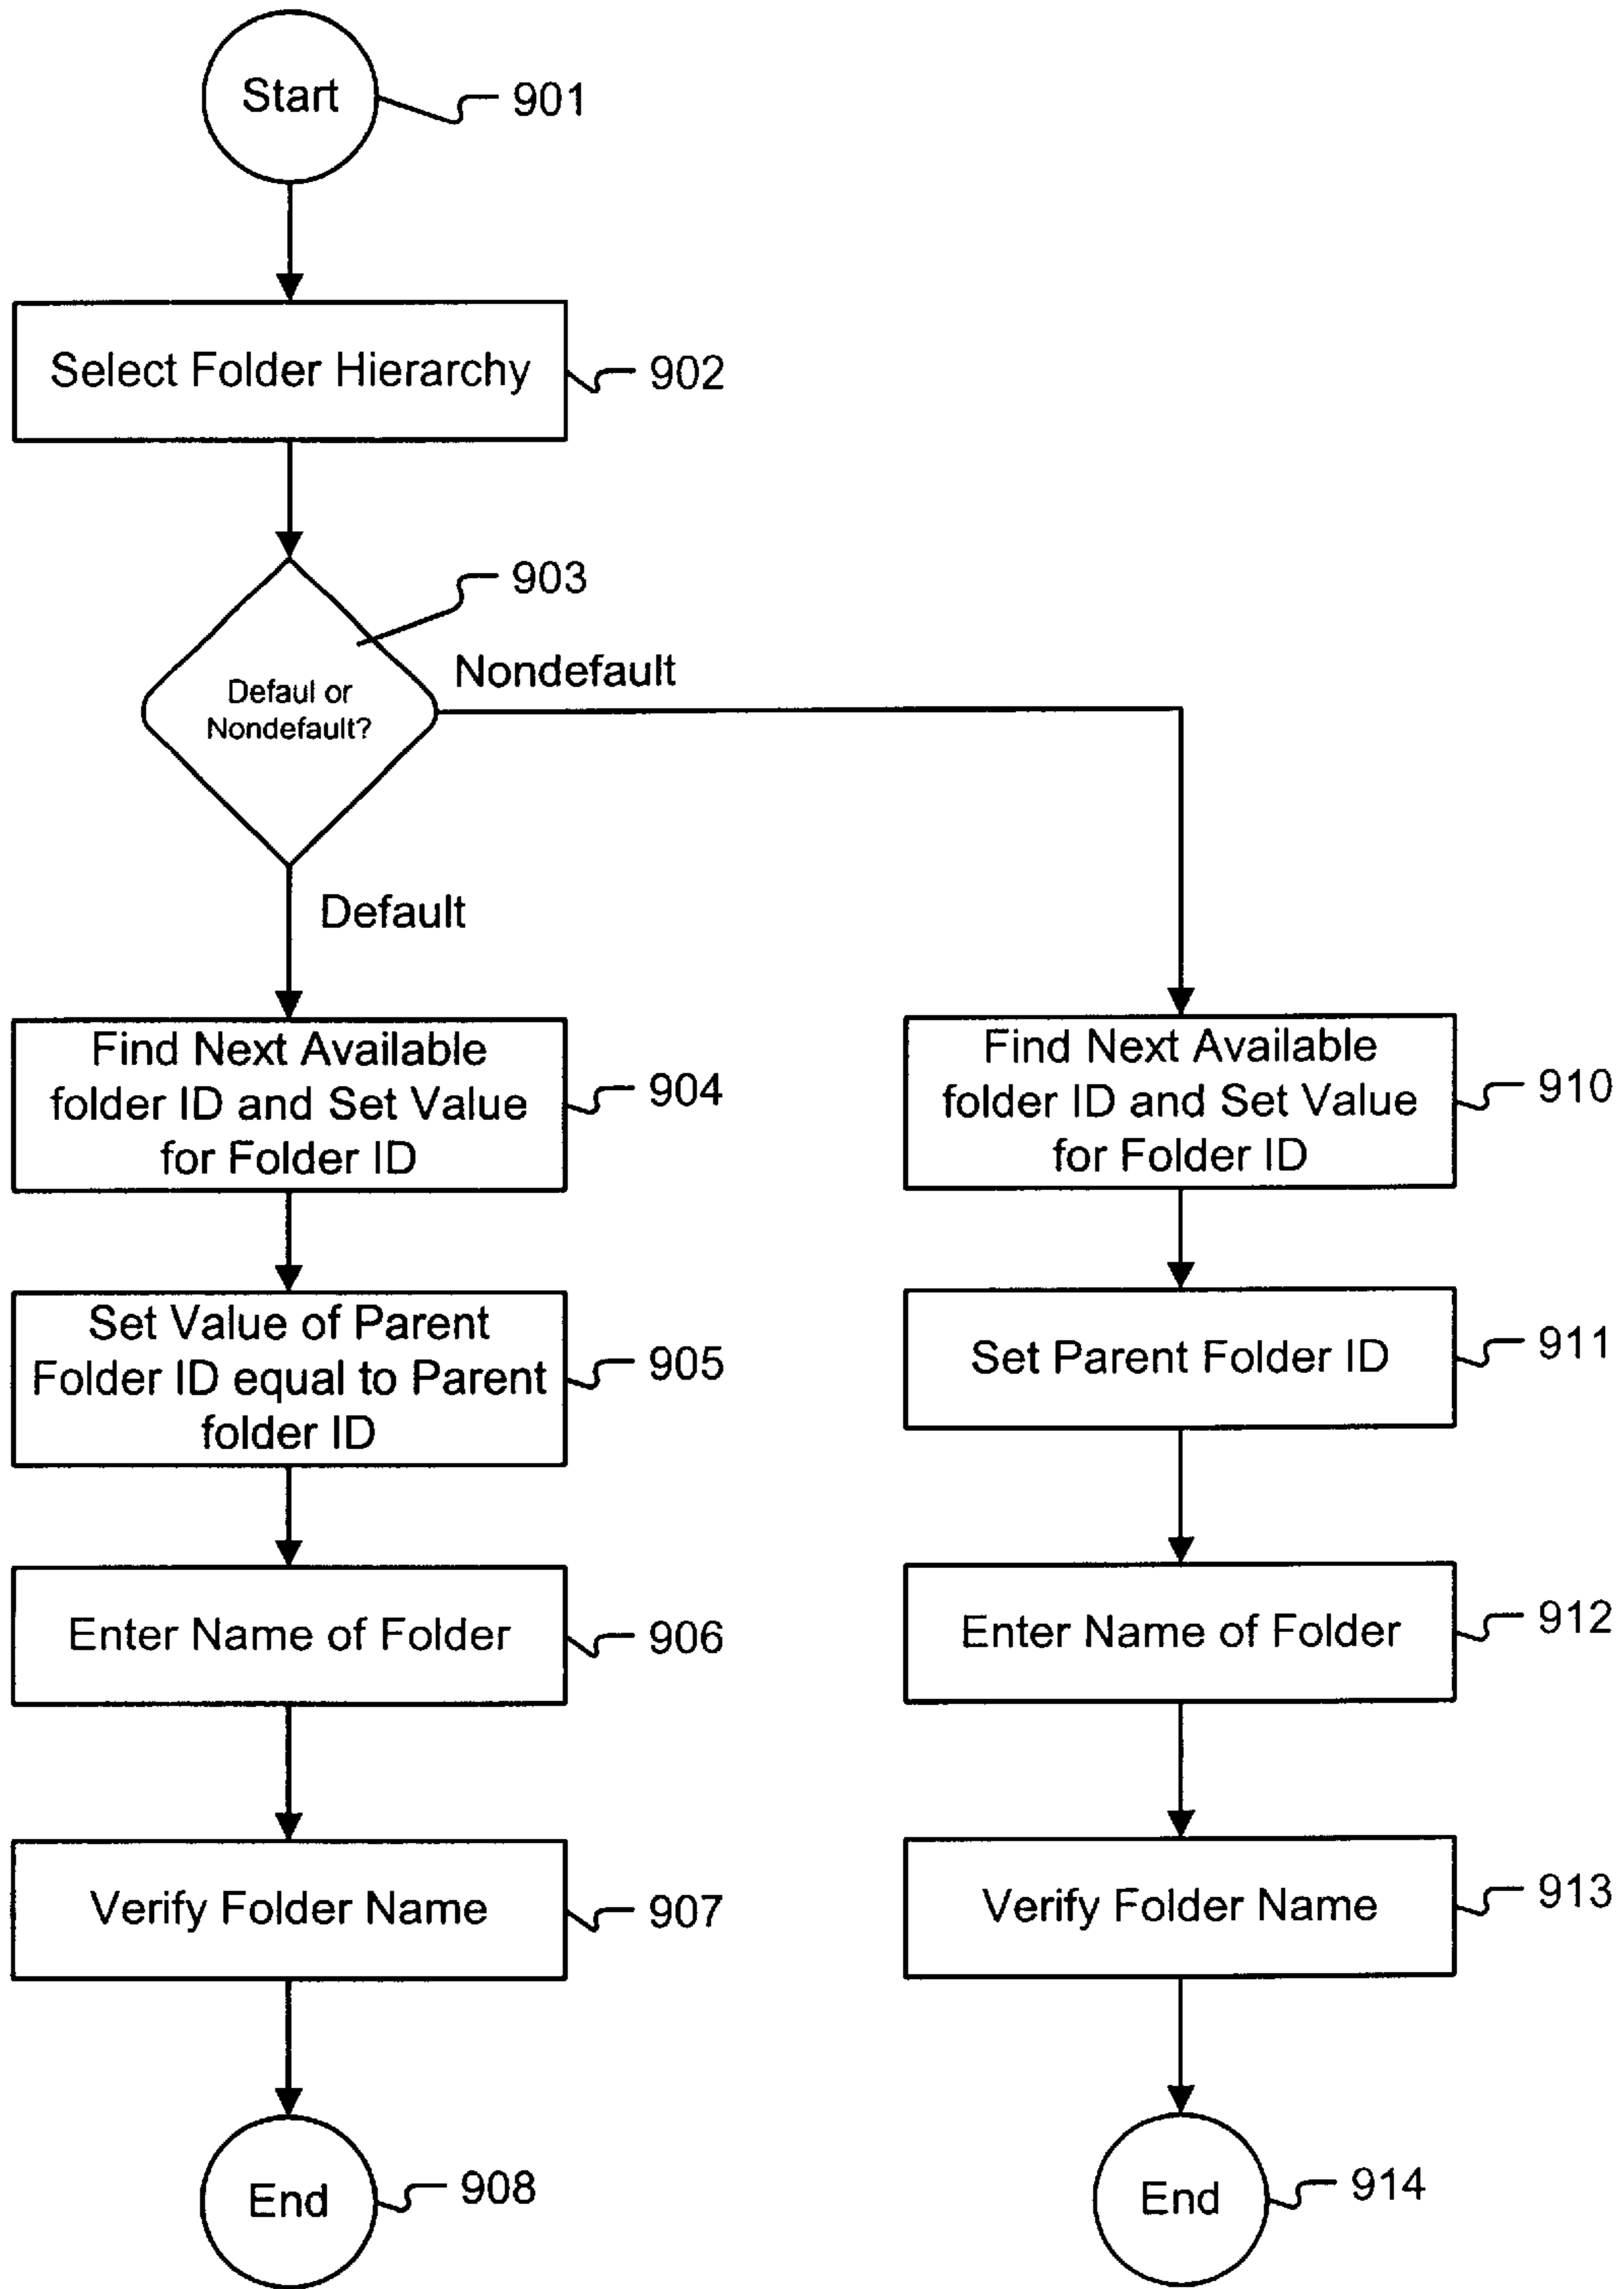 Start
901
Select Folder Hierarchy
902
903
Defaul or
Nondefault?
Nondefault
Default
Find Next Available
folder ID and Set Value
for Folder ID
904
Set Value of Parent
Folder ID equal to Parent
folder ID
905
Enter Name of Folder
906
Verify Folder Name
907
End
908
Find Next Available
folder ID and Set Value
for Folder ID
910
Set Parent Folder ID
911
Enter Name of Folder
912
Verify Folder Name
913
End
914